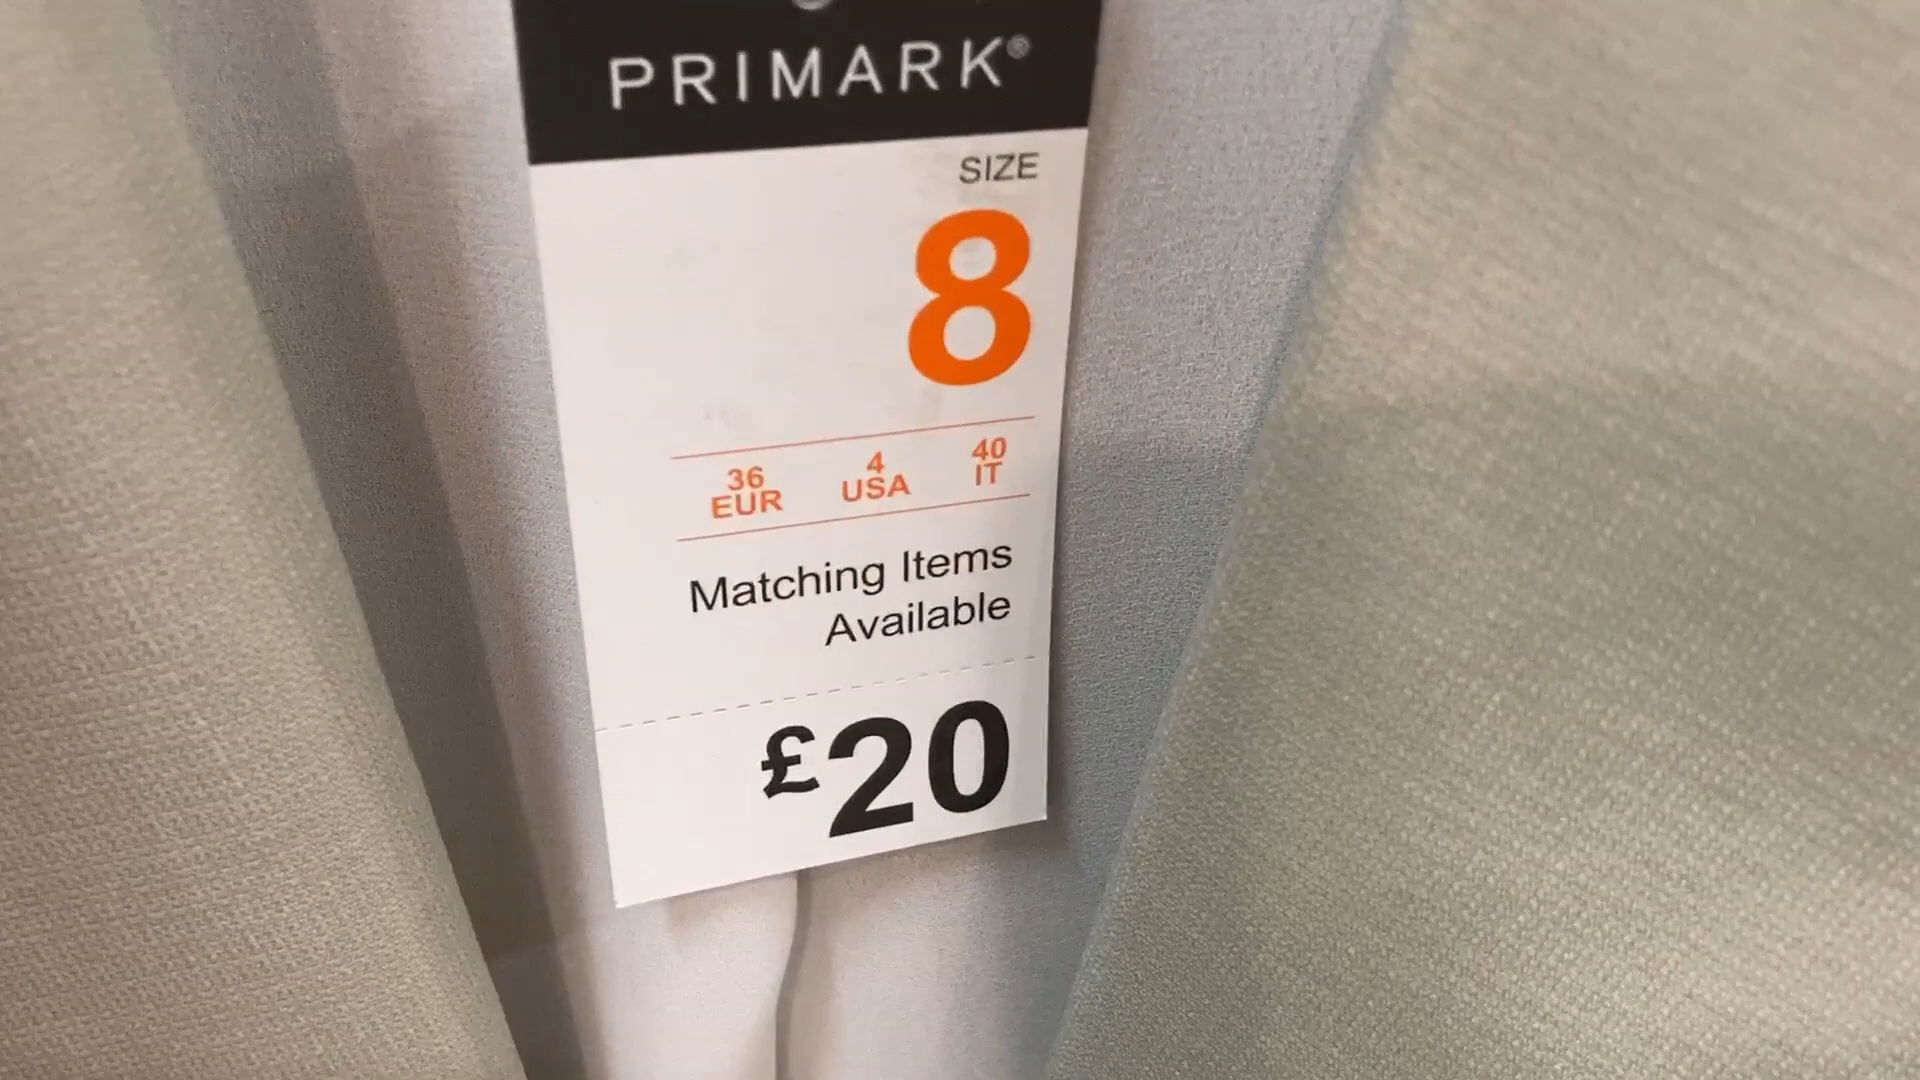 PRIMARK®
SIZE
8
36 4 40
EUR USA IT
Matching Items
Available
£20